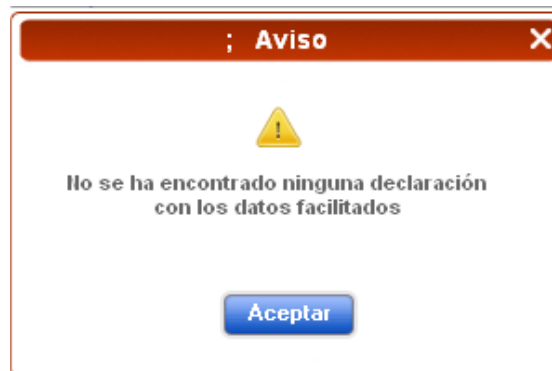 ; Aviso
No se ha encontrado ninguna declaración
con los datos facilitados
Aceptar